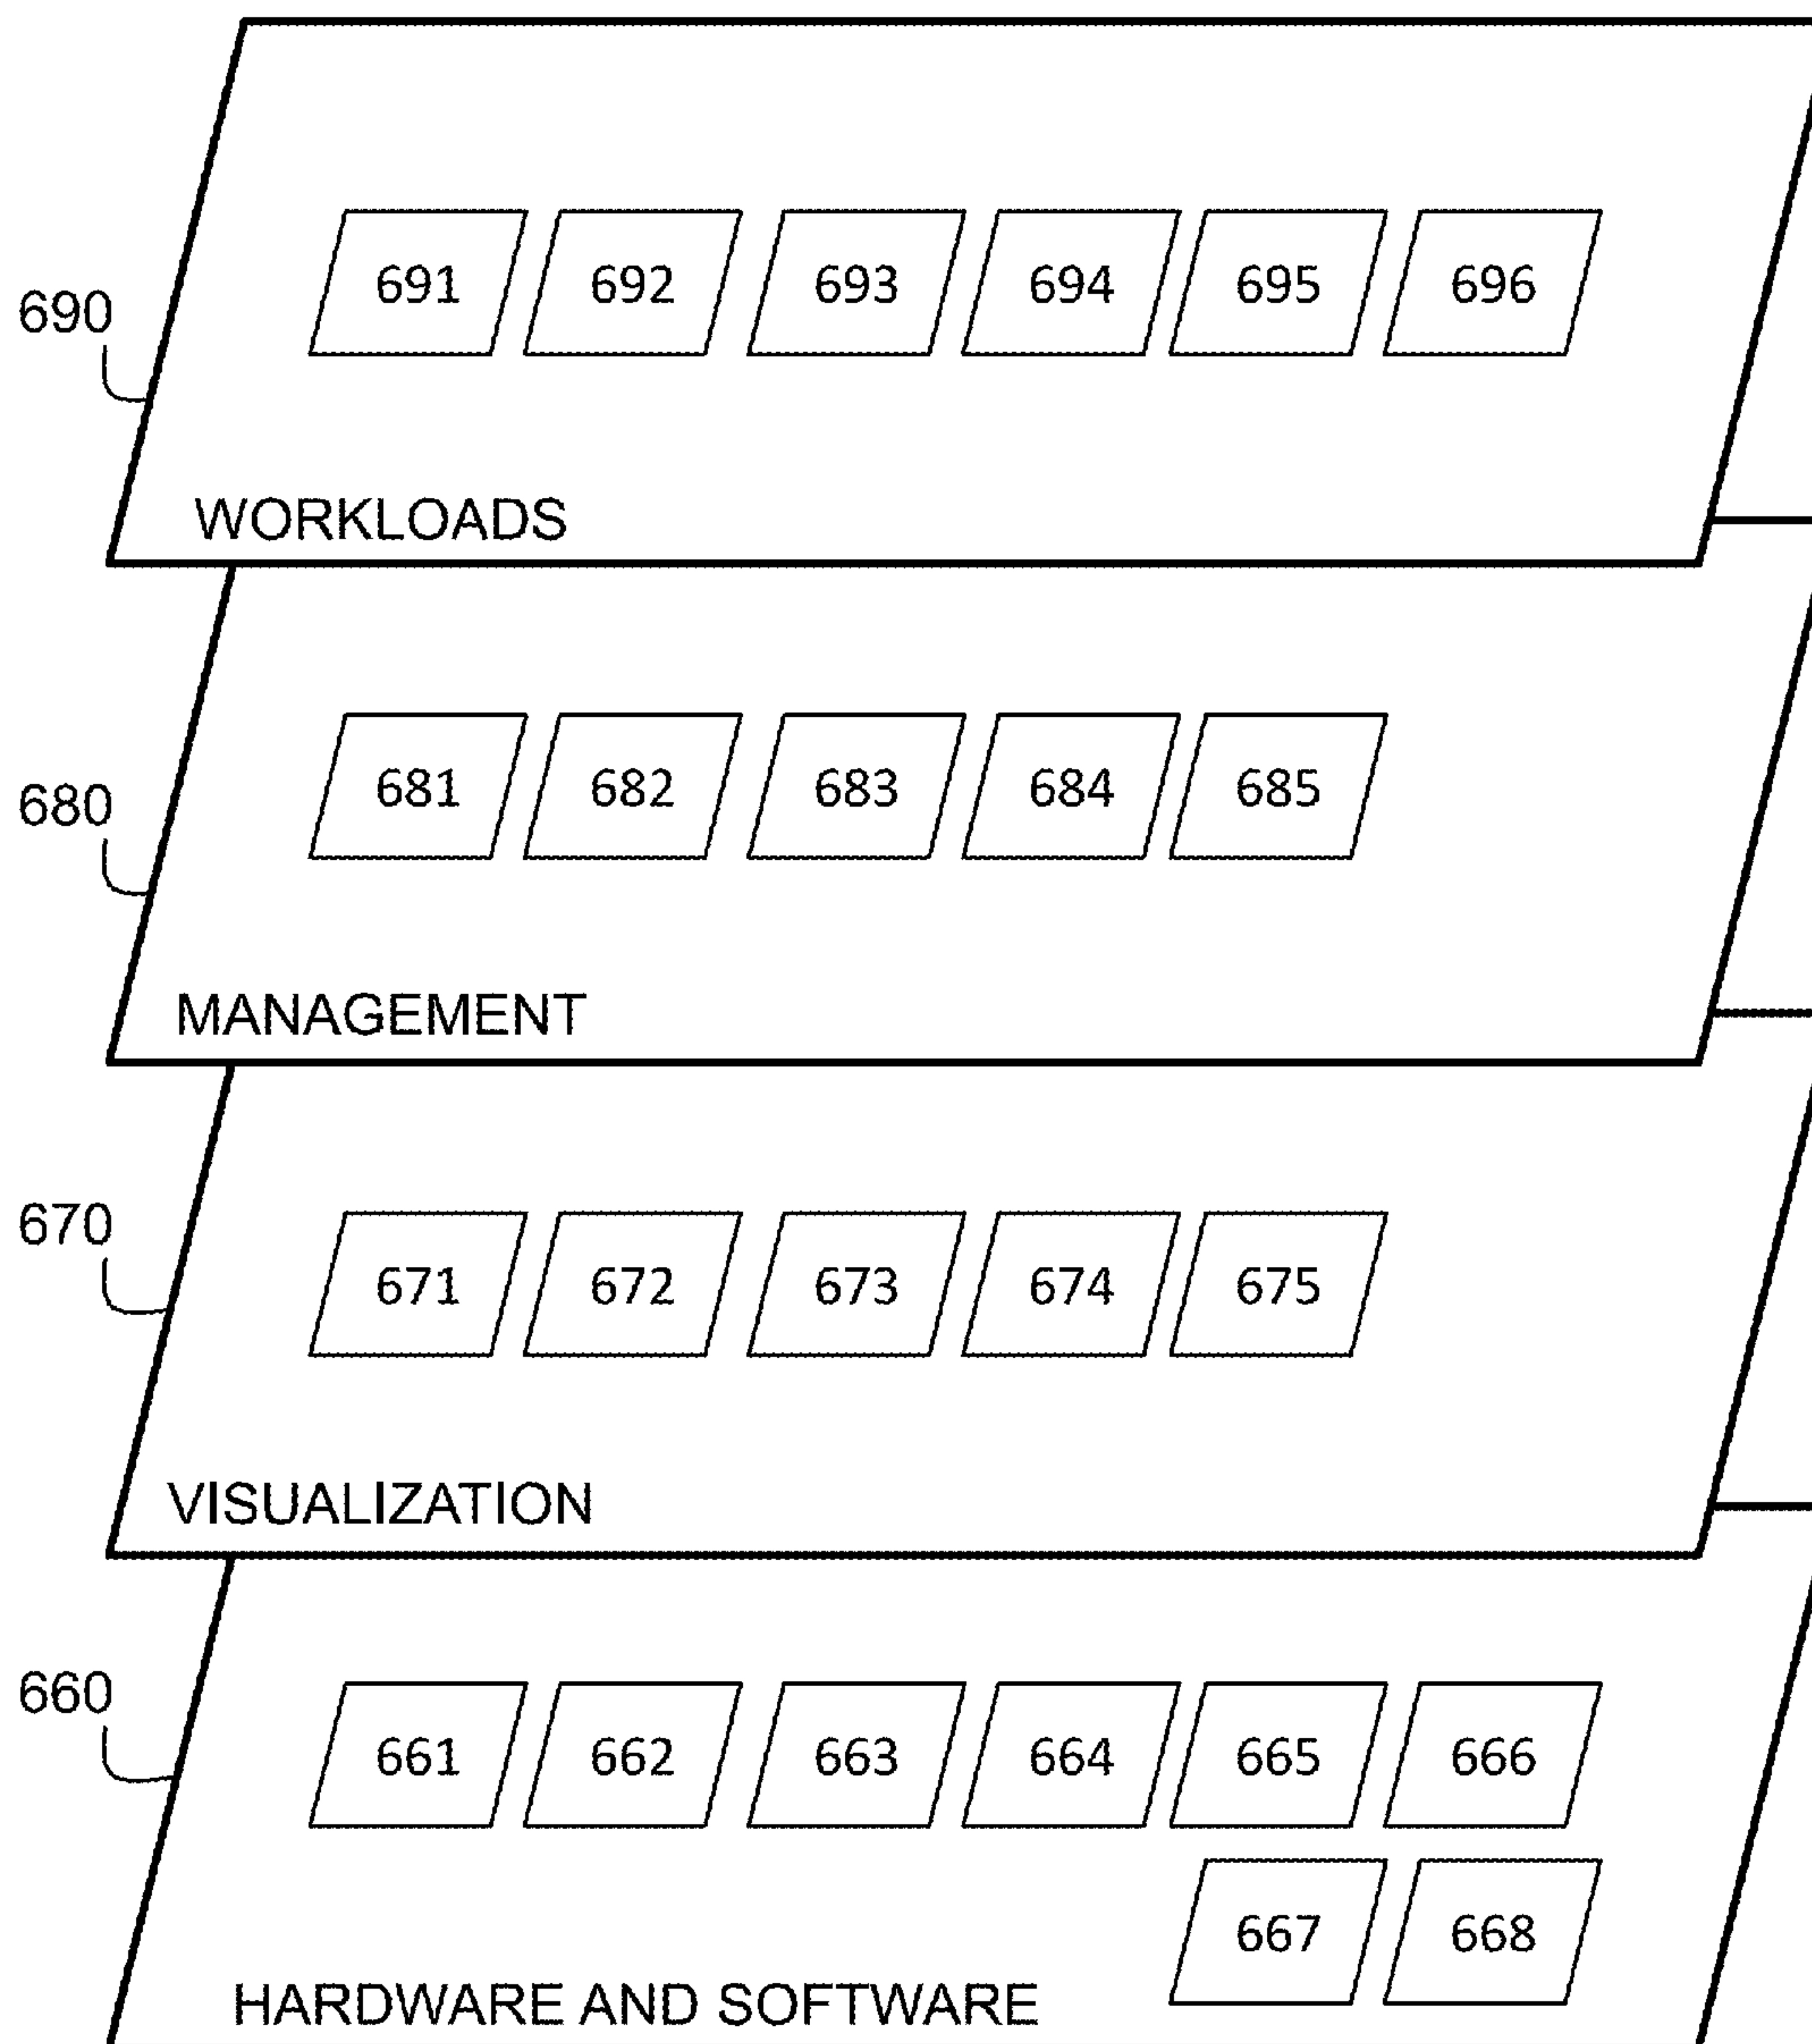 691 692 693 694 695 696
690
WORKLOADS
681 682 683 684 685
680
MANAGEMENT
671 672 673 674 675
670
VISUALIZATION
660
661 662 663 664 665 666
667 668
HARDWARE AND SOFTWARE